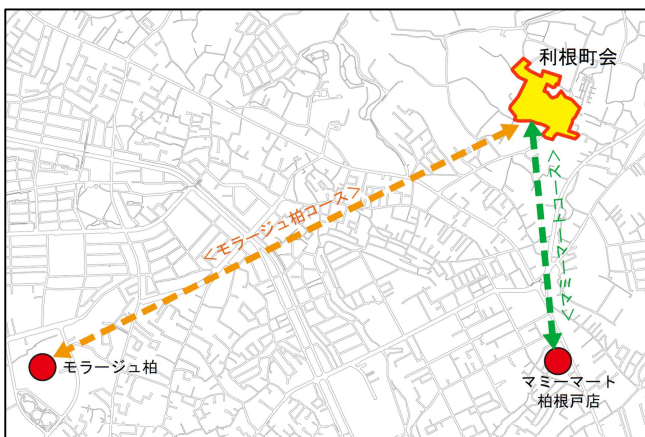 利根町会
<モラージュ柏コース>
<マミーマートコース>
モラージュ柏
マミーマート
柏根戸店